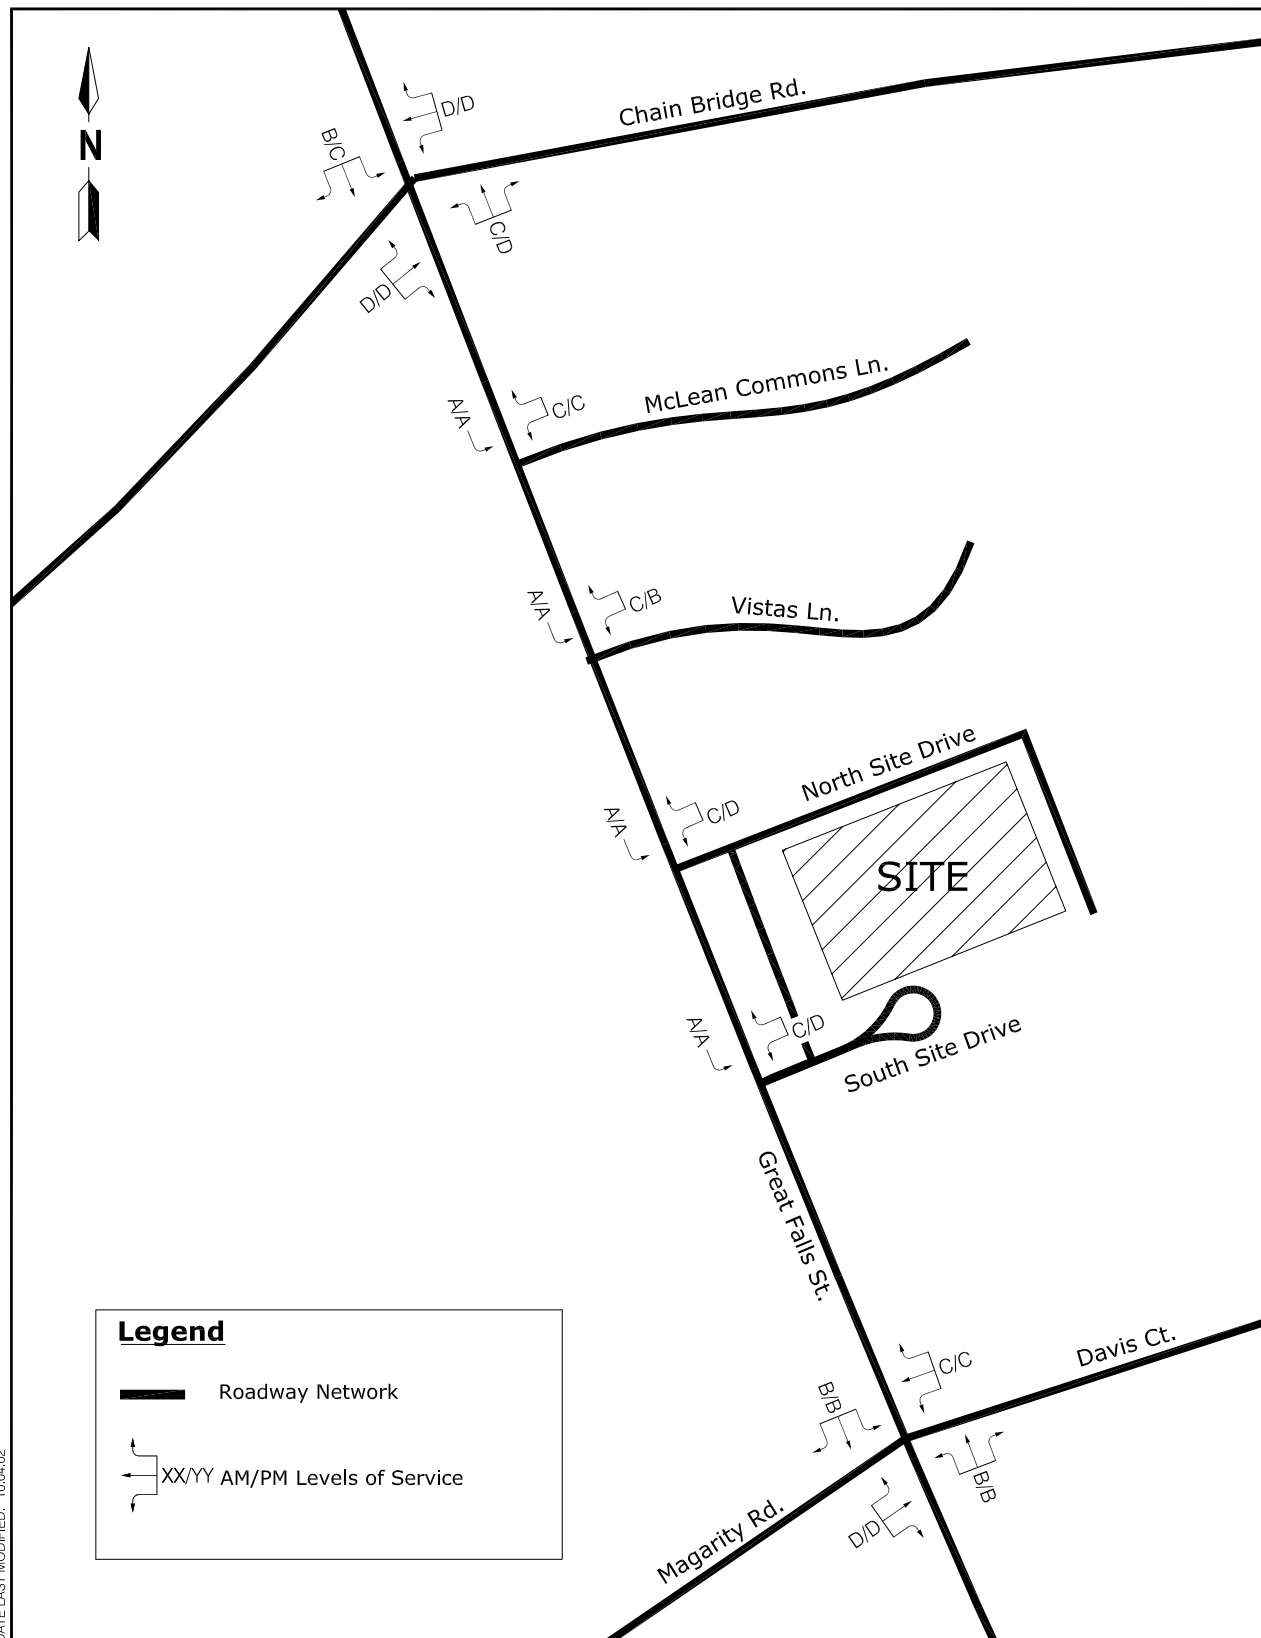 D/D
Chain Bridge Rd.
B/C
N
C/D
D/D
McLean Commons Ln.
A/A
C/C
A/A
C/B
Vistas Ln.
North Site Drive
A/A
C/D
SITE
A/A
C/D
South Site Drive
Great Falls St.
Legend
Roadway Network
XX/YY AM/PM Levels of Service
Davis Ct.
C/C
B/B
B/B
D/D
Magarity Rd.